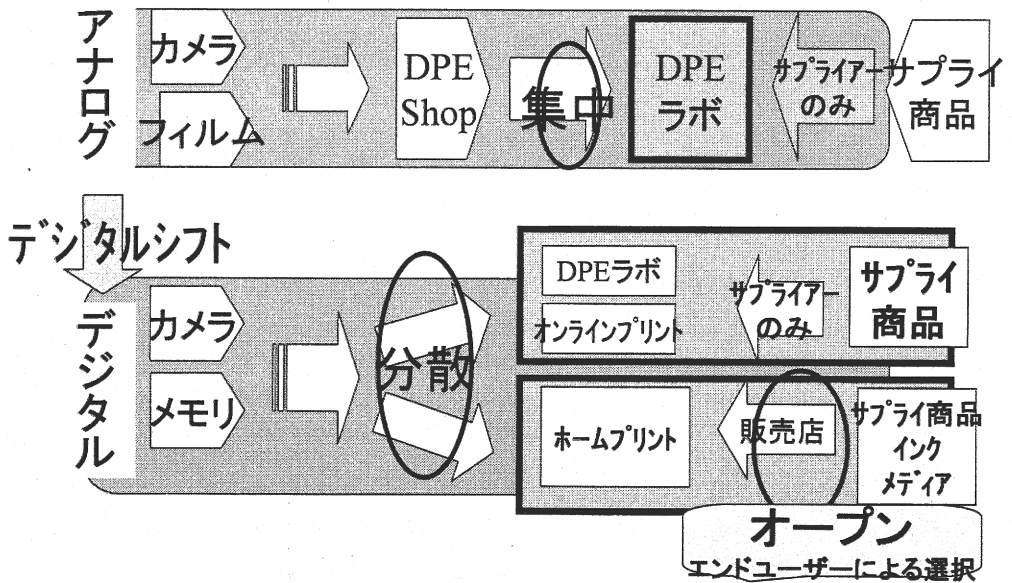 アナログ
カメラ
フィルム
DPE
Shop
集中
DPE
ラボ
サプライアー
のみ
サプライ
商品
デジタルシフト
デジタル
カメラ
メモリ
分散
DPEラボ
オンラインプリント
サプライアー
のみ
サプライ
商品
ホームプリント
販売店
サプライ商品
インク
メディア
オープン
エンドユーザーによる選択